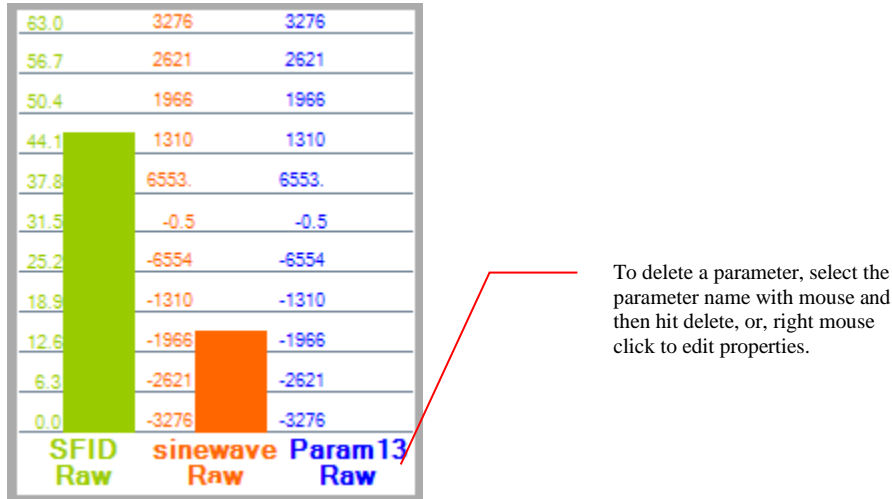 63.0 3276 3276
56.7 2621 2621
50.4 1966 1966
44.1 1310 1310
37.8 6553. 6553.
31.5 -0.5 -0.5
25.2 -6554 -6554
18.9 -1310 -1310
12.6 -1966 -1966
6.3 -2621 -2621
0.0 -3276 -3276
SFID sinewave Param13
Raw Raw Raw
To delete a parameter, select the
parameter name with mouse and
then hit delete, or, right mouse
click to edit properties.